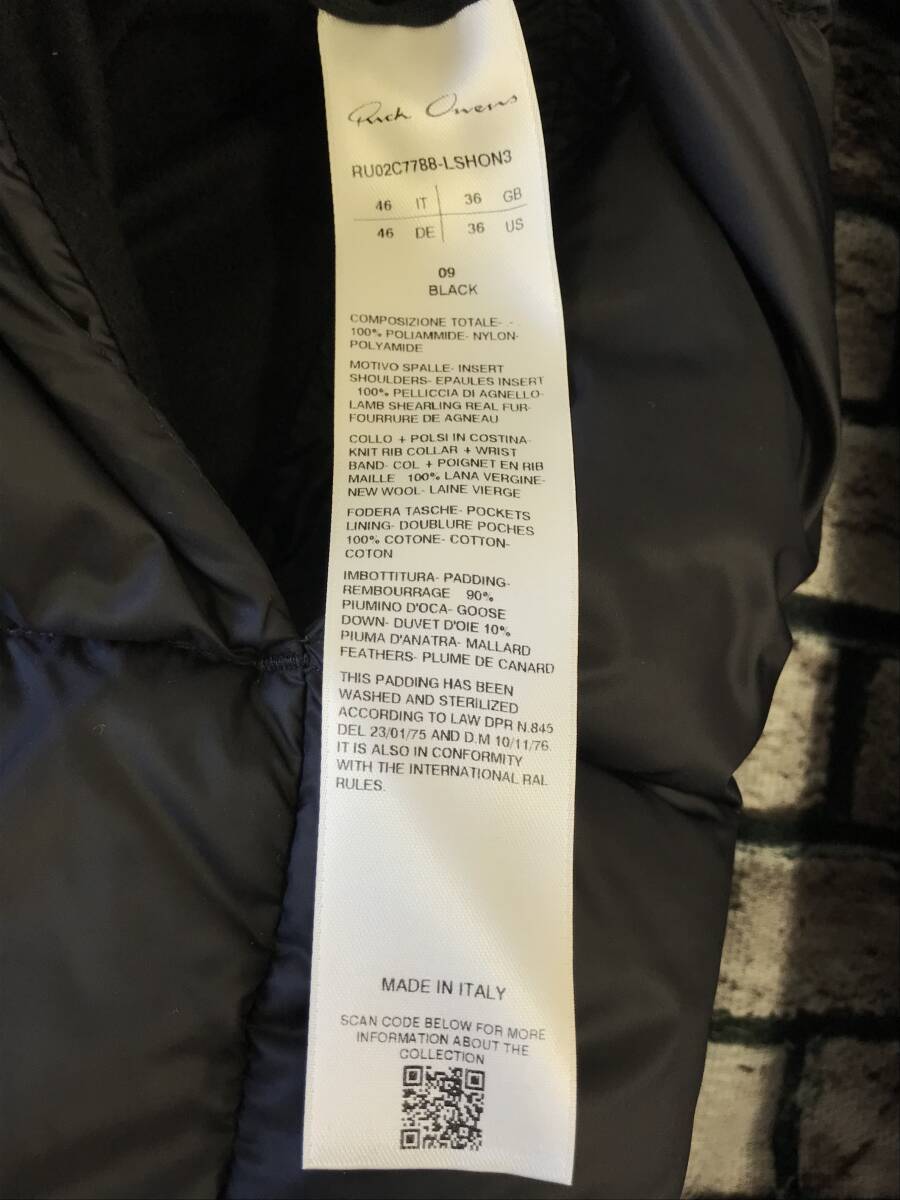 Rick Owens
RU02C7788-LSHON3
46 IT 36 GB
46 DE 36 US
09
BLACK
COMPOSIZIONE TOTALE- .-
100% POLIAMMIDE- NYLON-
POLYAMIDE
MOTIVO SPALLE- INSERT
SHOULDERS- EPAULES INSERT
100% PELLICCIA DI AGNELLO-
LAMB SHEARLING REAL FUR-
FOURRURE DE AGNEAU
COLLO + POLSI IN COSTINA-
KNIT RIB COLLAR + WRIST
BAND- COL + POIGNET EN RIB
MAILLE 100% LANA VERGINE-
NEW WOOL- LAINE VIERGE
FODERA TASCHE- POCKETS
LINING- DOUBLURE POCHES
100% COTONE- COTTON-
COTON
IMBOTTITURA- PADDING-
REMBOURRAGE 90%
PIUMINO D'OCA- GOOSE
DOWN- DUVET D'OIE 10%
PIUMA D'ANATRA- MALLARD
FEATHERS- PLUME DE CANARD
THIS PADDING HAS BEEN
WASHED AND STERILIZED
ACCORDING TO LAW DPR N.845
DEL 23/01/75 AND D.M 10/11/76.
IT IS ALSO IN CONFORMITY
WITH THE INTERNATIONAL RAL
RULES.
MADE IN ITALY
SCAN CODE BELOW FOR MORE
INFORMATION ABOUT THE
COLLECTION